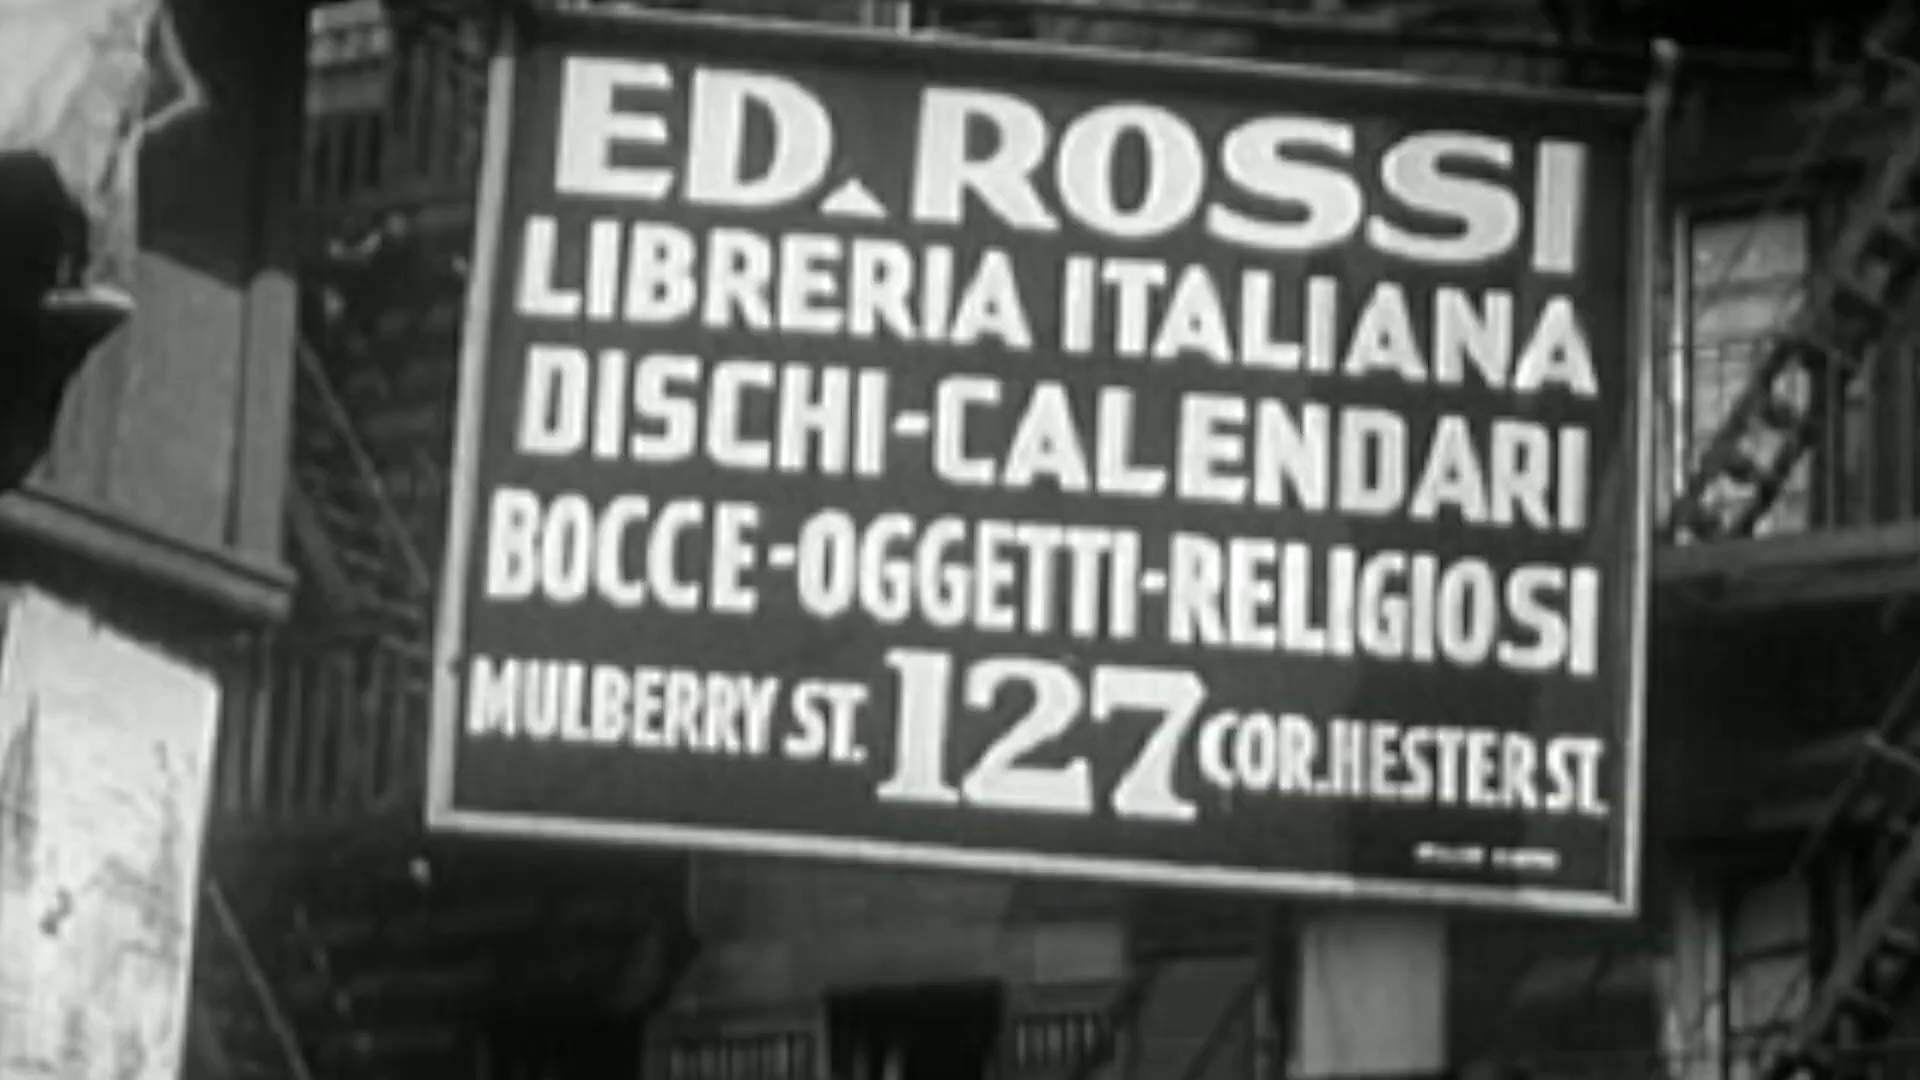 ED. ROSSI
LIBRERIA ITALIANA
DISCHI-CALENDARI
BOCCE-OGGETTI-RELIGIOSI
MULBERRY ST. 127 COR. HESTER ST.